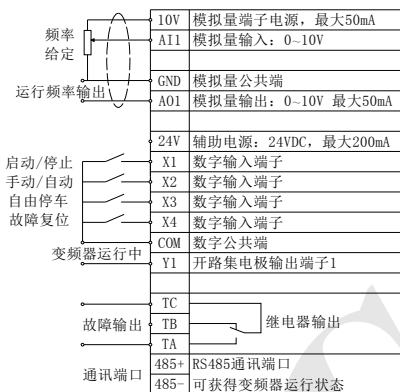 频率
给定
运行频率输出
启动/停止
手动/自动
自由停车
故障复位
变频器运行中
故障输出
通讯端口
10V 模拟量端子电源，最大50mA
AI1 模拟量输入：0~10V
GND 模拟量公共端
AO1 模拟量输出：0~10V 最大50mA
24V 辅助电源：24VDC，最大200mA
X1 数字输入端子
X2 数字输入端子
X3 数字输入端子
X4 数字输入端子
COM 数字公共端
Y1 开路集电极输出端子1
TC
TB 继电器输出
TA
485+ RS485通讯端口
485- 可获得变频器运行状态